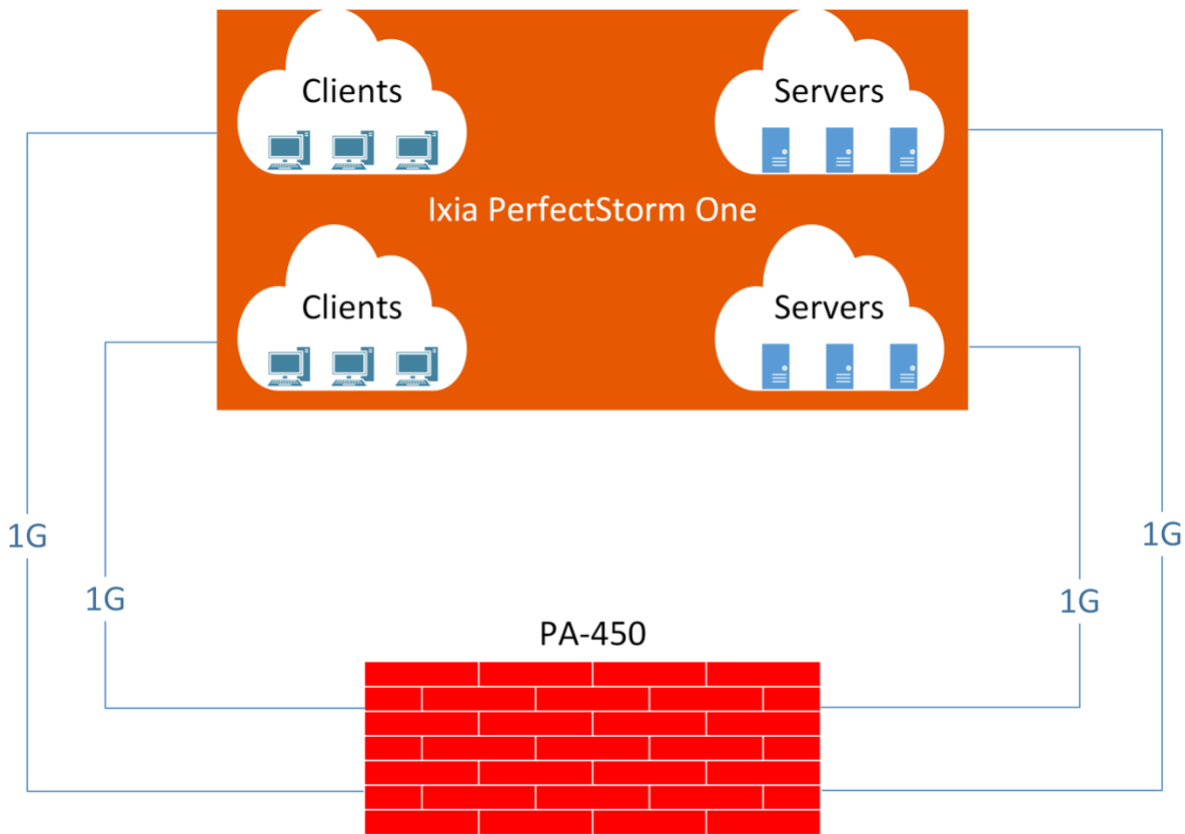 Clients
Servers
Ixia PerfectStorm One
Clients
Servers
1G
1G
1G
1G
PA-450